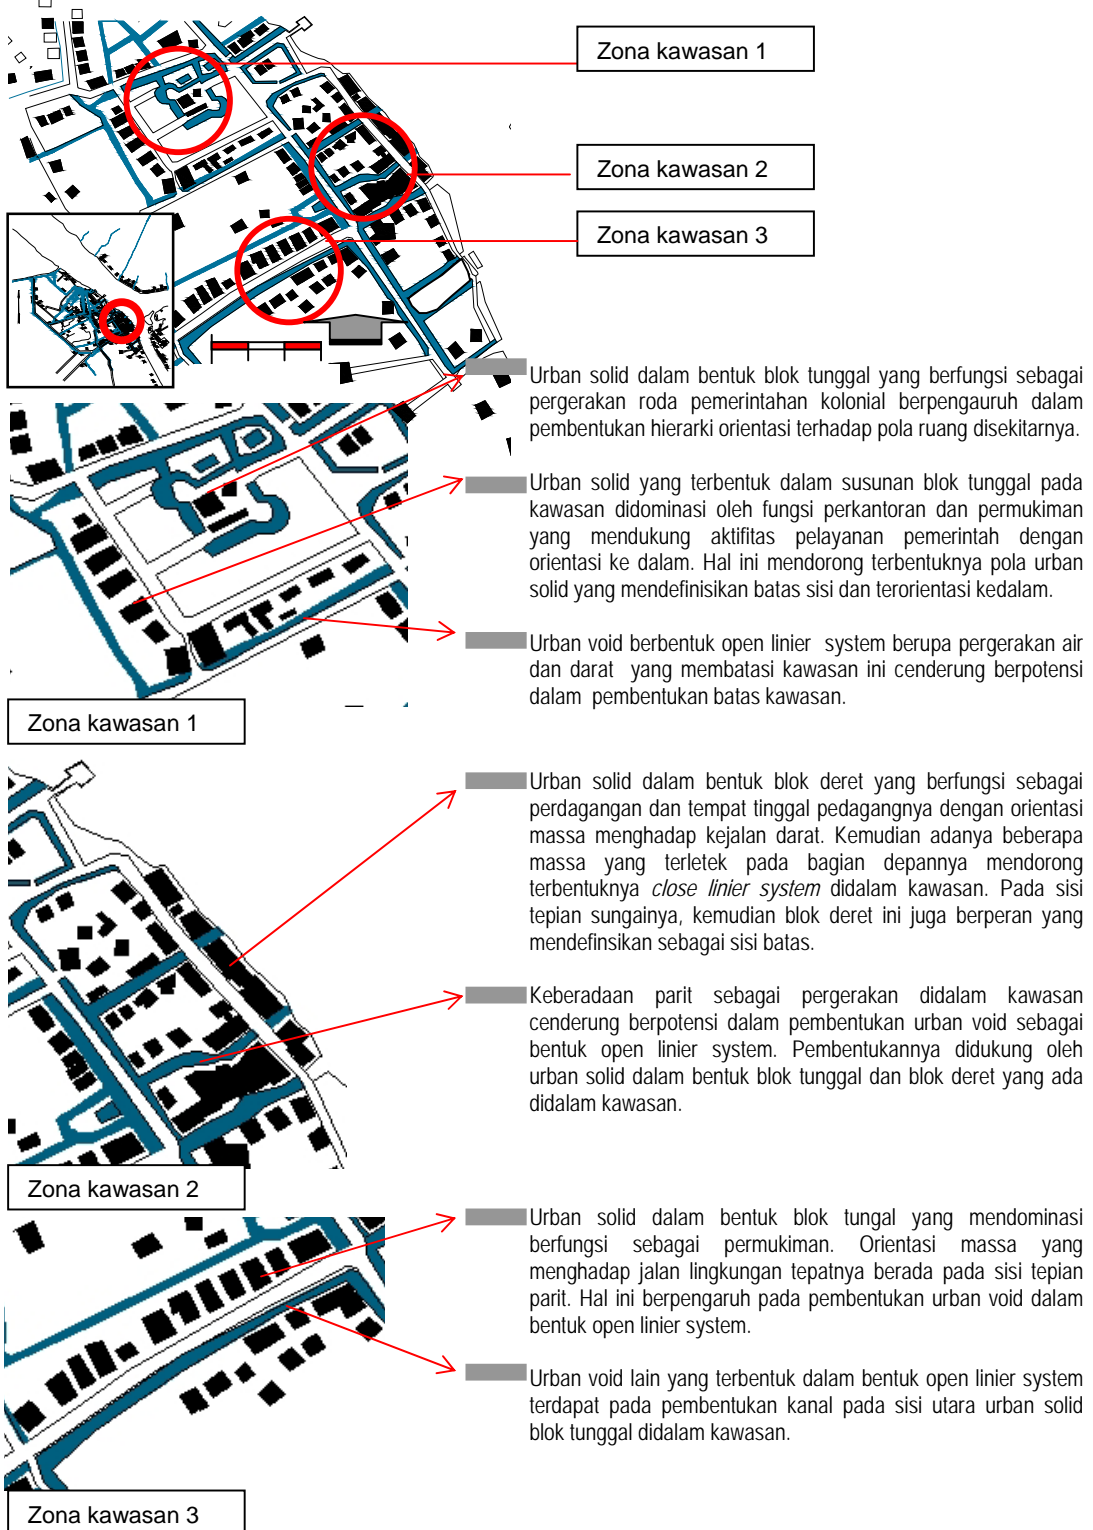 Zona kawasan 1
Zona kawasan 2
Zona kawasan 3
Urban solid dalam bentuk blok tunggal yang berfungsi sebagai
pergerakan roda pemerintahan kolonial berpengauruh dalam
pembentukan hierarki orientasi terhadap pola ruang disekitarnya.
Urban solid yang terbentuk dalam susunan blok tunggal pada
kawasan didominasi oleh fungsi perkantoran dan permukiman
yang mendukung aktifitas pelayanan pemerintah dengan
orientasi ke dalam. Hal ini mendorong terbentuknya pola urban
solid yang mendefinisikan batas sisi dan terorientasi kedalam.
Urban void berbentuk open linier system berupa pergerakan air
dan darat yang membatasi kawasan ini cenderung berpotensi
dalam pembentukan batas kawasan.
Zona kawasan 1
Urban solid dalam bentuk blok deret yang berfungsi sebagai
perdagangan dan tempat tinggal pedagangnya dengan orientasi
massa menghadap kejalan darat. Kemudian adanya beberapa
massa yang terletek pada bagian depannya mendorong
terbentuknya close linier system didalam kawasan. Pada sisi
tepian sungainya, kemudian blok deret ini juga berperan yang
mendefinsikan sebagai sisi batas.
Keberadaan parit sebagai pergerakan didalam kawasan
cenderung berpotensi dalam pembentukan urban void sebagai
bentuk open linier system. Pembentukannya didukung oleh
urban solid dalam bentuk blok tunggal dan blok deret yang ada
didalam kawasan.
Zona kawasan 2
Urban solid dalam bentuk blok tungal yang mendominasi
berfungsi sebagai permukiman. Orientasi massa yang
menghadap jalan lingkungan tepatnya berada pada sisi tepian
parit. Hal ini berpengaruh pada pembentukan urban void dalam
bentuk open linier system.
Urban void lain yang terbentuk dalam bentuk open linier system
terdapat pada pembentukan kanal pada sisi utara urban solid
blok tunggal didalam kawasan.
Zona kawasan 3